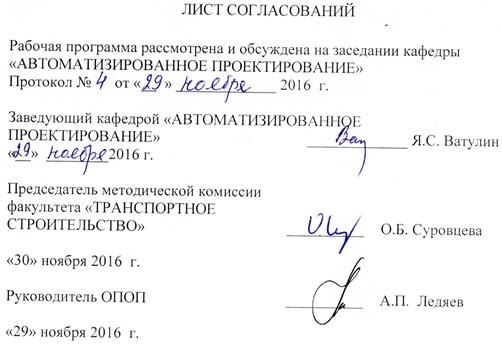 ЛИСТ СОГЛАСОВАНИЙ
Рабочая программа рассмотрена и обсуждена на заседании кафедры
«АВТОМАТИЗИРОВАННОЕ ПРОЕКТИРОВАНИЕ»
Протокол № 4 от «29» ноября 2016 г.
Заведующий кафедрой «АВТОМАТИЗИРОВАННОЕ
ПРОЕКТИРОВАНИЕ» Я.С. Ватулин
«29» ноября 2016 г.
Председатель методической комиссии
факультета «ТРАНСПОРТНОЕ
СТРОИТЕЛЬСТВО» О.Б. Суровцева
«30» ноября 2016 г.
Руководитель ОПОП А.П. Ледяев
«29» ноября 2016 г.